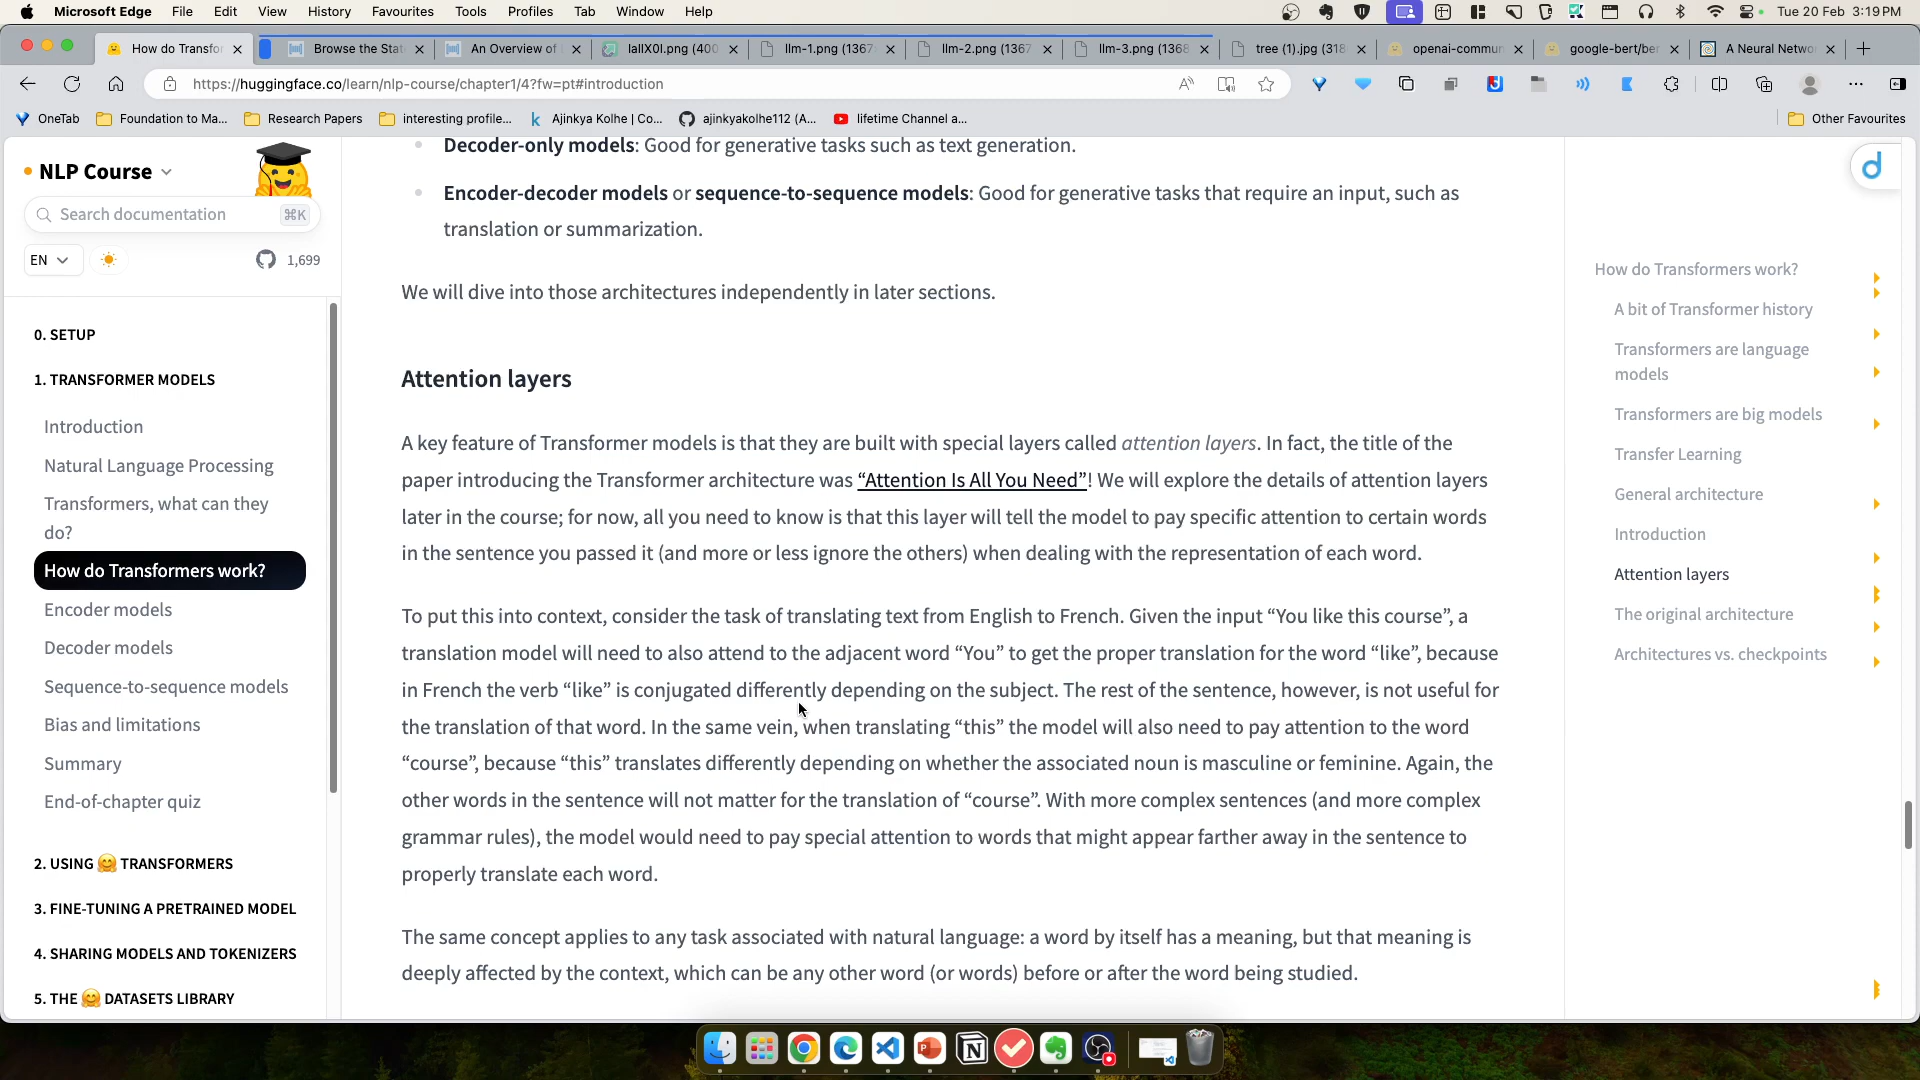 Microsoft Edge File Edit View History Favourites Tools Profiles Tab Window Help Tue 20 Feb 3:19 PM
How do Transfor Browse the Stat An Overview of lalIX0I.png (400 llm-1.png (1367 llm-2.png (1367 llm-3.png (1368 tree (1).jpg (318 openai-commun google-bert/ber A Neural Netwo
https://huggingface.co/learn/nlp-course/chapter1/4?fw=pt#introduction
OneTab Foundation to Ma... Research Papers interesting profile... Ajinkya Kolhe | Co... ajinkyakolhe112 (A... lifetime Channel a... Other Favourites
NLP Course
Search documentation ⌘K
EN 1,699
0. SETUP
1. TRANSFORMER MODELS
Introduction
Natural Language Processing
Transformers, what can they
do?
How do Transformers work?
Encoder models
Decoder models
Sequence-to-sequence models
Bias and limitations
Summary
End-of-chapter quiz
2. USING 🤗 TRANSFORMERS
3. FINE-TUNING A PRETRAINED MODEL
4. SHARING MODELS AND TOKENIZERS
5. THE 🤗 DATASETS LIBRARY
Decoder-only models: Good for generative tasks such as text generation.
Encoder-decoder models or sequence-to-sequence models: Good for generative tasks that require an input, such as
translation or summarization.
We will dive into those architectures independently in later sections.
Attention layers
A key feature of Transformer models is that they are built with special layers called attention layers. In fact, the title of the
paper introducing the Transformer architecture was “Attention Is All You Need”! We will explore the details of attention layers
later in the course; for now, all you need to know is that this layer will tell the model to pay specific attention to certain words
in the sentence you passed it (and more or less ignore the others) when dealing with the representation of each word.
To put this into context, consider the task of translating text from English to French. Given the input “You like this course”, a
translation model will need to also attend to the adjacent word “You” to get the proper translation for the word “like”, because
in French the verb “like” is conjugated differently depending on the subject. The rest of the sentence, however, is not useful for
the translation of that word. In the same vein, when translating “this” the model will also need to pay attention to the word
“course”, because “this” translates differently depending on whether the associated noun is masculine or feminine. Again, the
other words in the sentence will not matter for the translation of “course”. With more complex sentences (and more complex
grammar rules), the model would need to pay special attention to words that might appear farther away in the sentence to
properly translate each word.
The same concept applies to any task associated with natural language: a word by itself has a meaning, but that meaning is
deeply affected by the context, which can be any other word (or words) before or after the word being studied.
How do Transformers work?
A bit of Transformer history
Transformers are language
models
Transformers are big models
Transfer Learning
General architecture
Introduction
Attention layers
The original architecture
Architectures vs. checkpoints